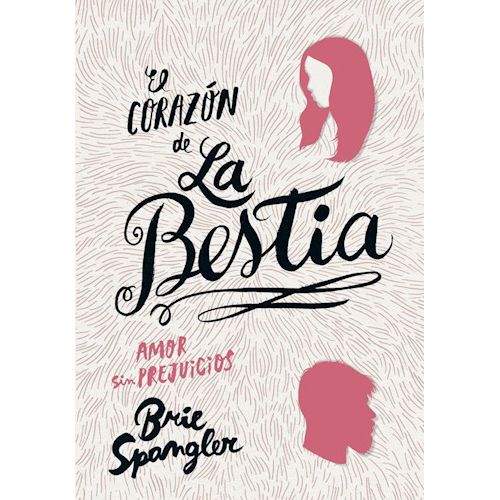 El
CORAZÓN
de
La
Bestia
AMOR
sin PREJUICIOS
Brie
Spangler